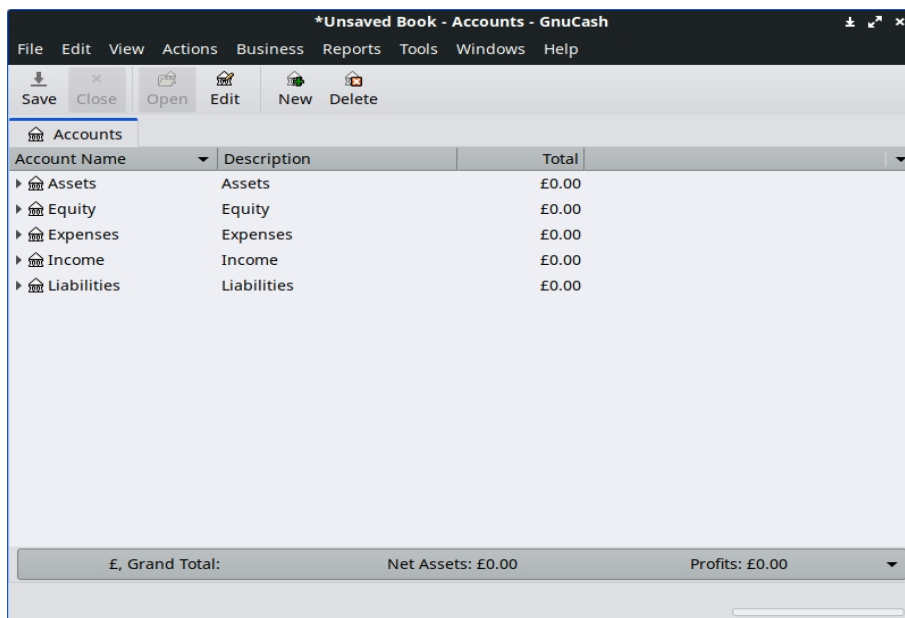 *Unsaved Book - Accounts - GnuCash
File Edit View Actions Business Reports Tools Windows Help
Save Close Open Edit New Delete
Accounts
Account Name Description Total
Assets Assets £0.00
Equity Equity £0.00
Expenses Expenses £0.00
Income Income £0.00
Liabilities Liabilities £0.00
£, Grand Total: Net Assets: £0.00 Profits: £0.00